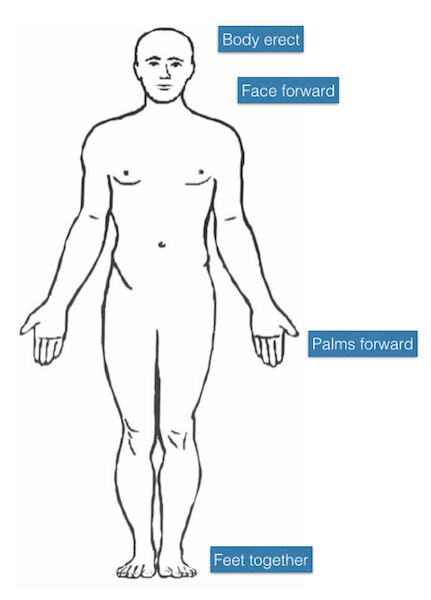 Body erect
Face forward
Palms forward
Feet together